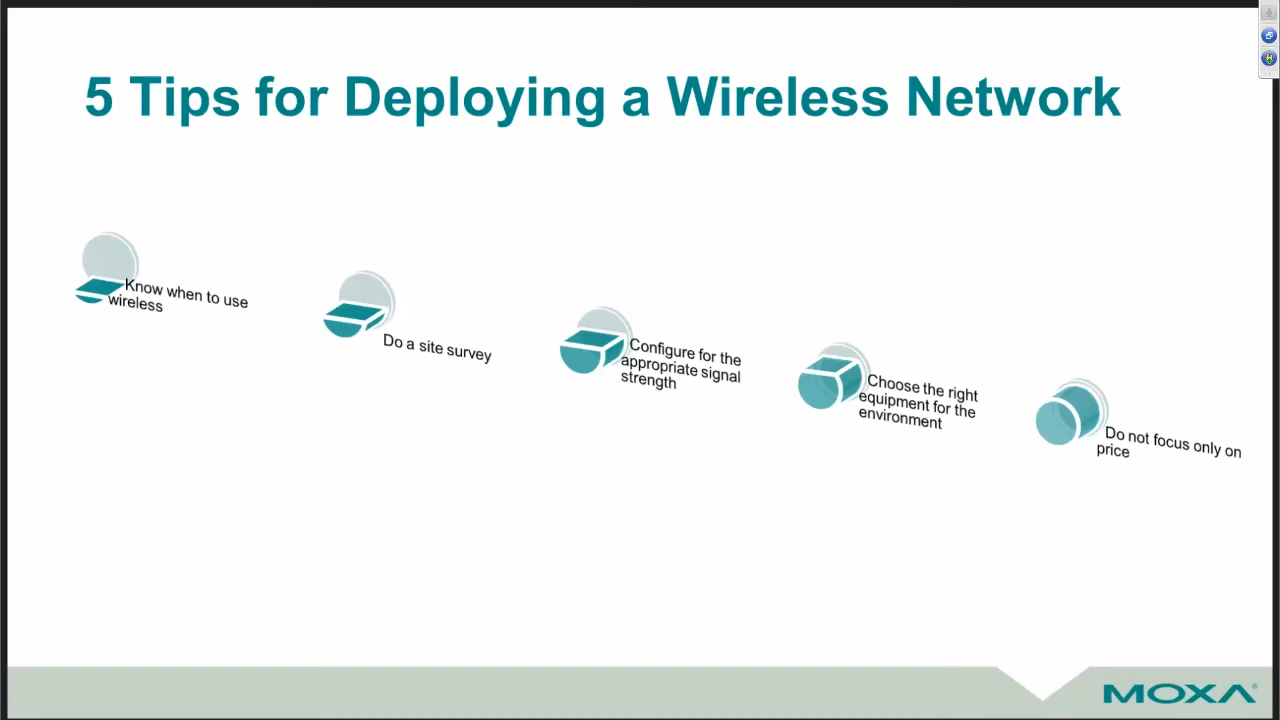 5 Tips for Deploying a Wireless Network
Know when to use
wireless
Do a site survey
Configure for the
appropriate signal
strength
Choose the right
equipment for the
environment
Do not focus only on
price
MOXA®